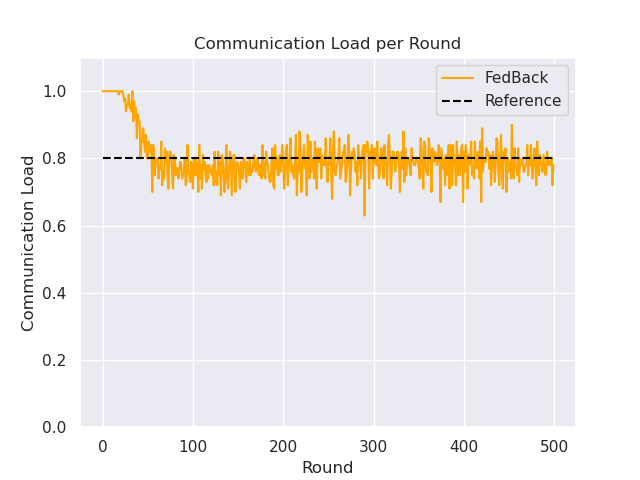 Communication Load per Round
FedBack
Reference
Communication Load
1.0
0.8
0.6
0.4
0.2
0.0
0 100 200 300 400 500
Round